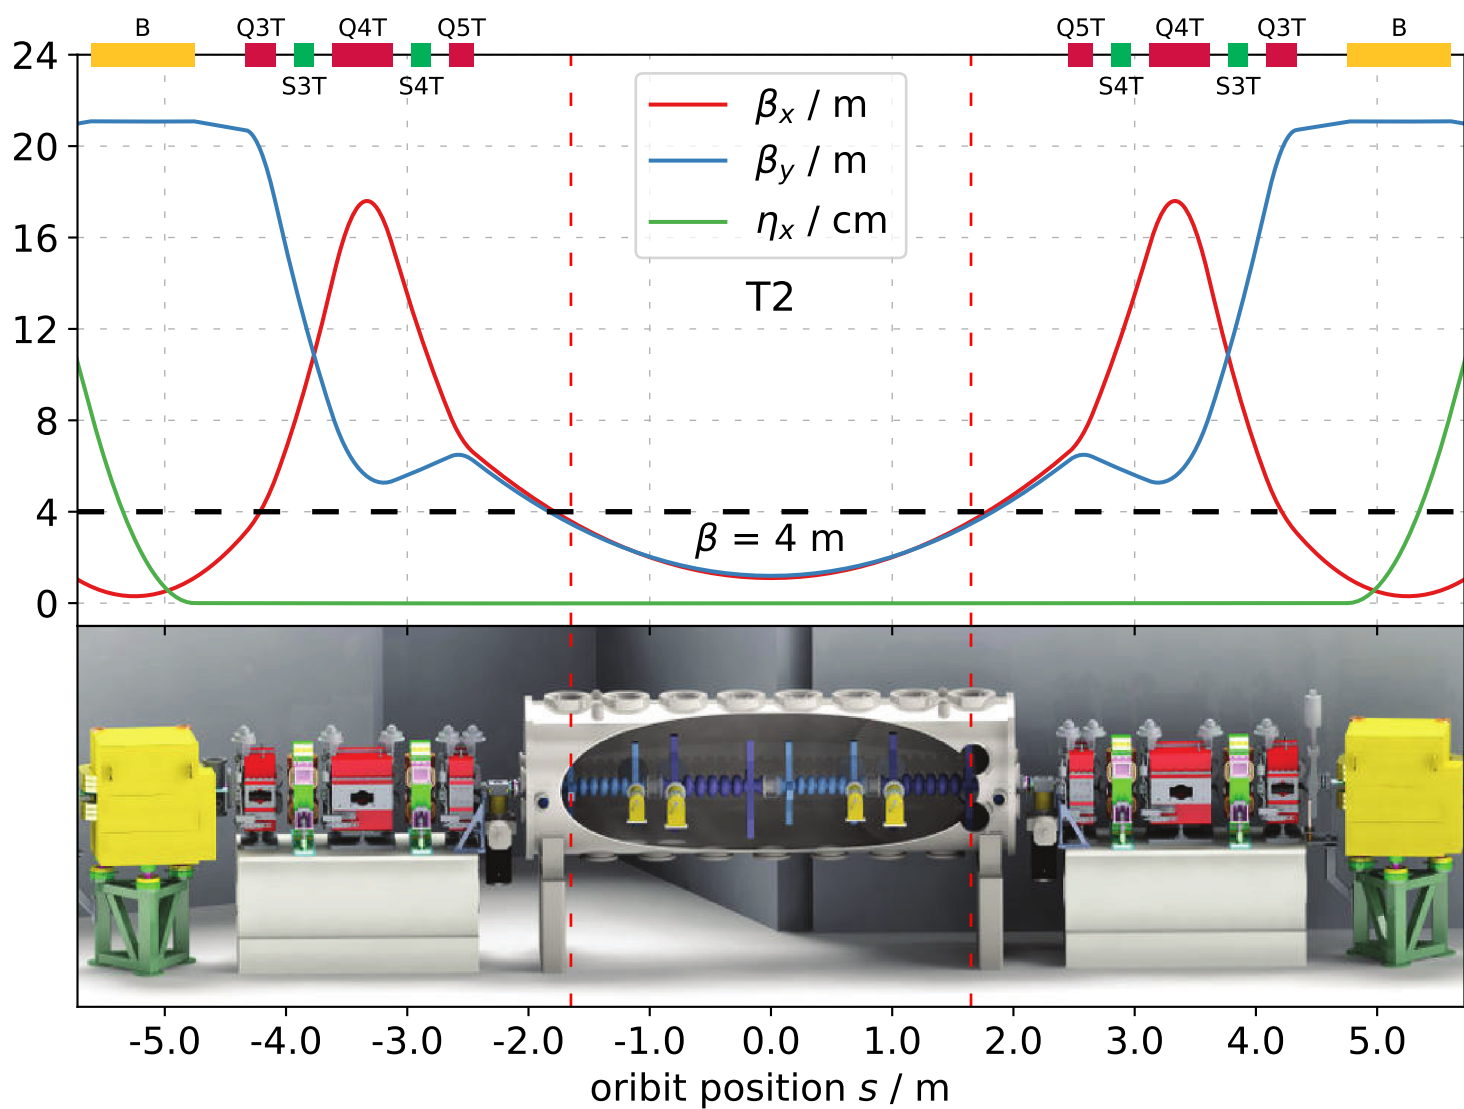 B Q3T Q4T Q5T Q5T Q4T Q3T B
S3T S4T S4T S3T
24
20
16
12
8
4
0
βx / m
βy / m
ηx / cm
T2
β = 4 m
-5.0 -4.0 -3.0 -2.0 -1.0 0.0 1.0 2.0 3.0 4.0 5.0
oribit position s / m